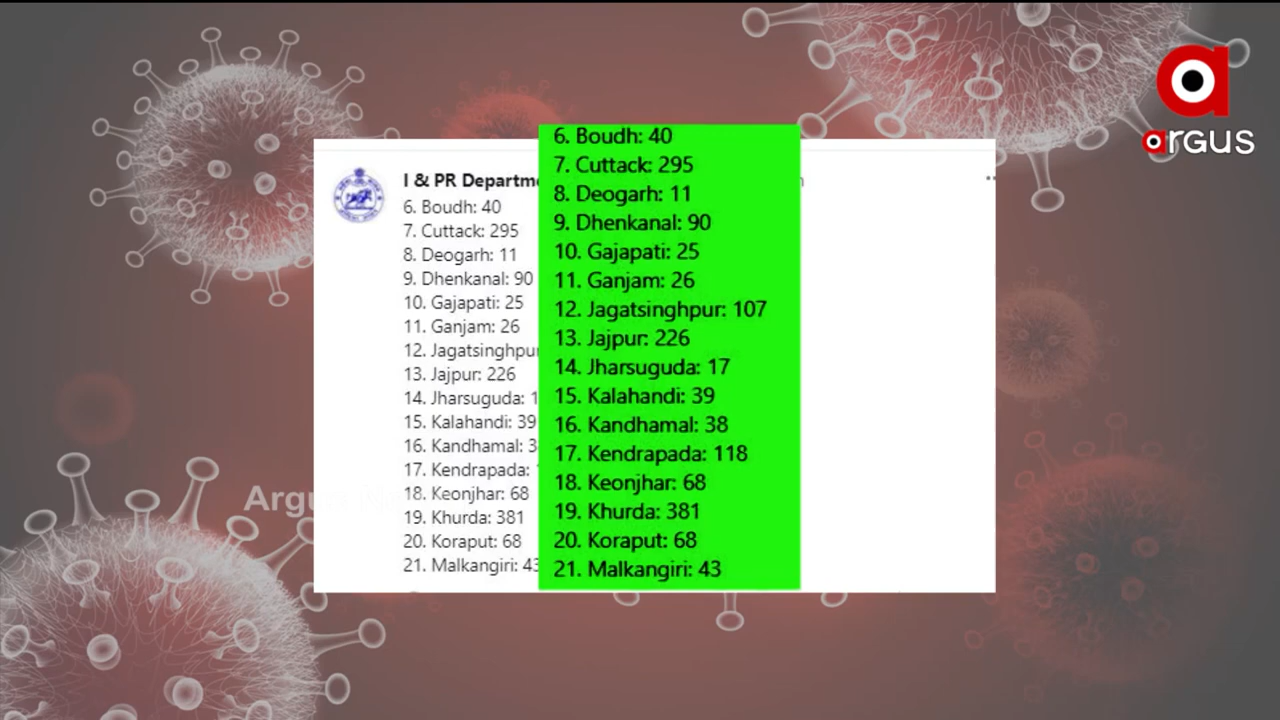 argus
I & PR Departme
6. Boudh: 40
7. Cuttack: 295
8. Deogarh: 11
9. Dhenkanal: 90
10. Gajapati: 25
11. Ganjam: 26
12. Jagatsinghpu
13. Jajpur: 226
14. Jharsuguda: 1
15. Kalahandi: 39
16. Kandhamal: 3
17. Kendrapada:
18. Keonjhar: 68
19. Khurda: 381
20. Koraput: 68
21. Malkangiri: 43
6. Boudh: 40
7. Cuttack: 295
8. Deogarh: 11
9. Dhenkanal: 90
10. Gajapati: 25
11. Ganjam: 26
12. Jagatsinghpur: 107
13. Jajpur: 226
14. Jharsuguda: 17
15. Kalahandi: 39
16. Kandhamal: 38
17. Kendrapada: 118
18. Keonjhar: 68
19. Khurda: 381
20. Koraput: 68
21. Malkangiri: 43